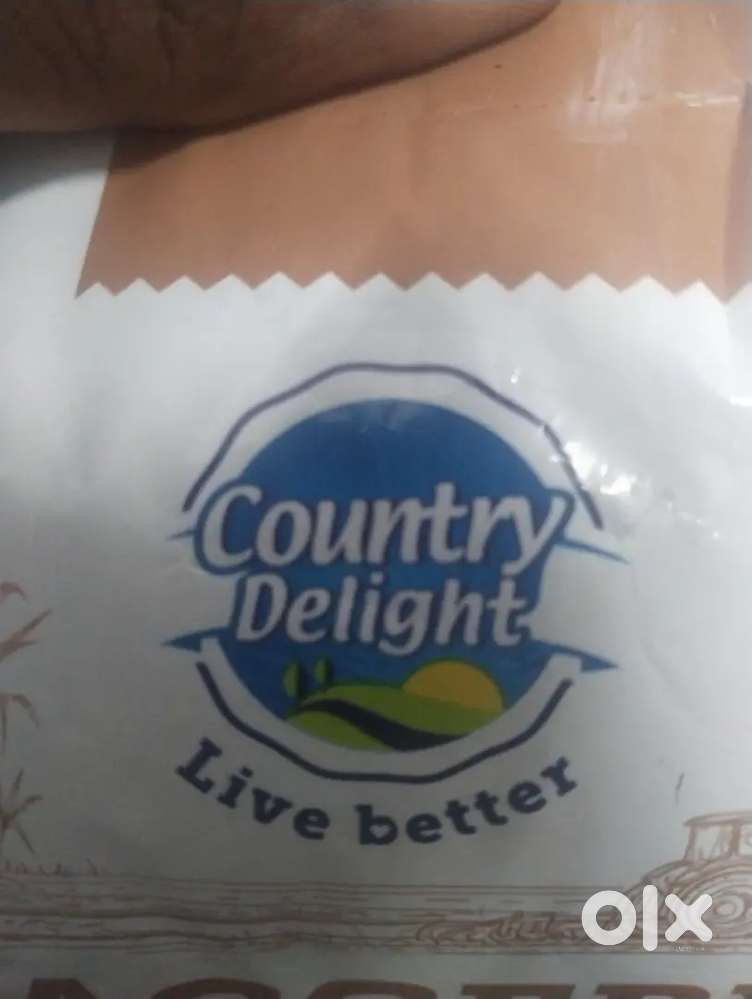 Country
Delight
Live better
olx